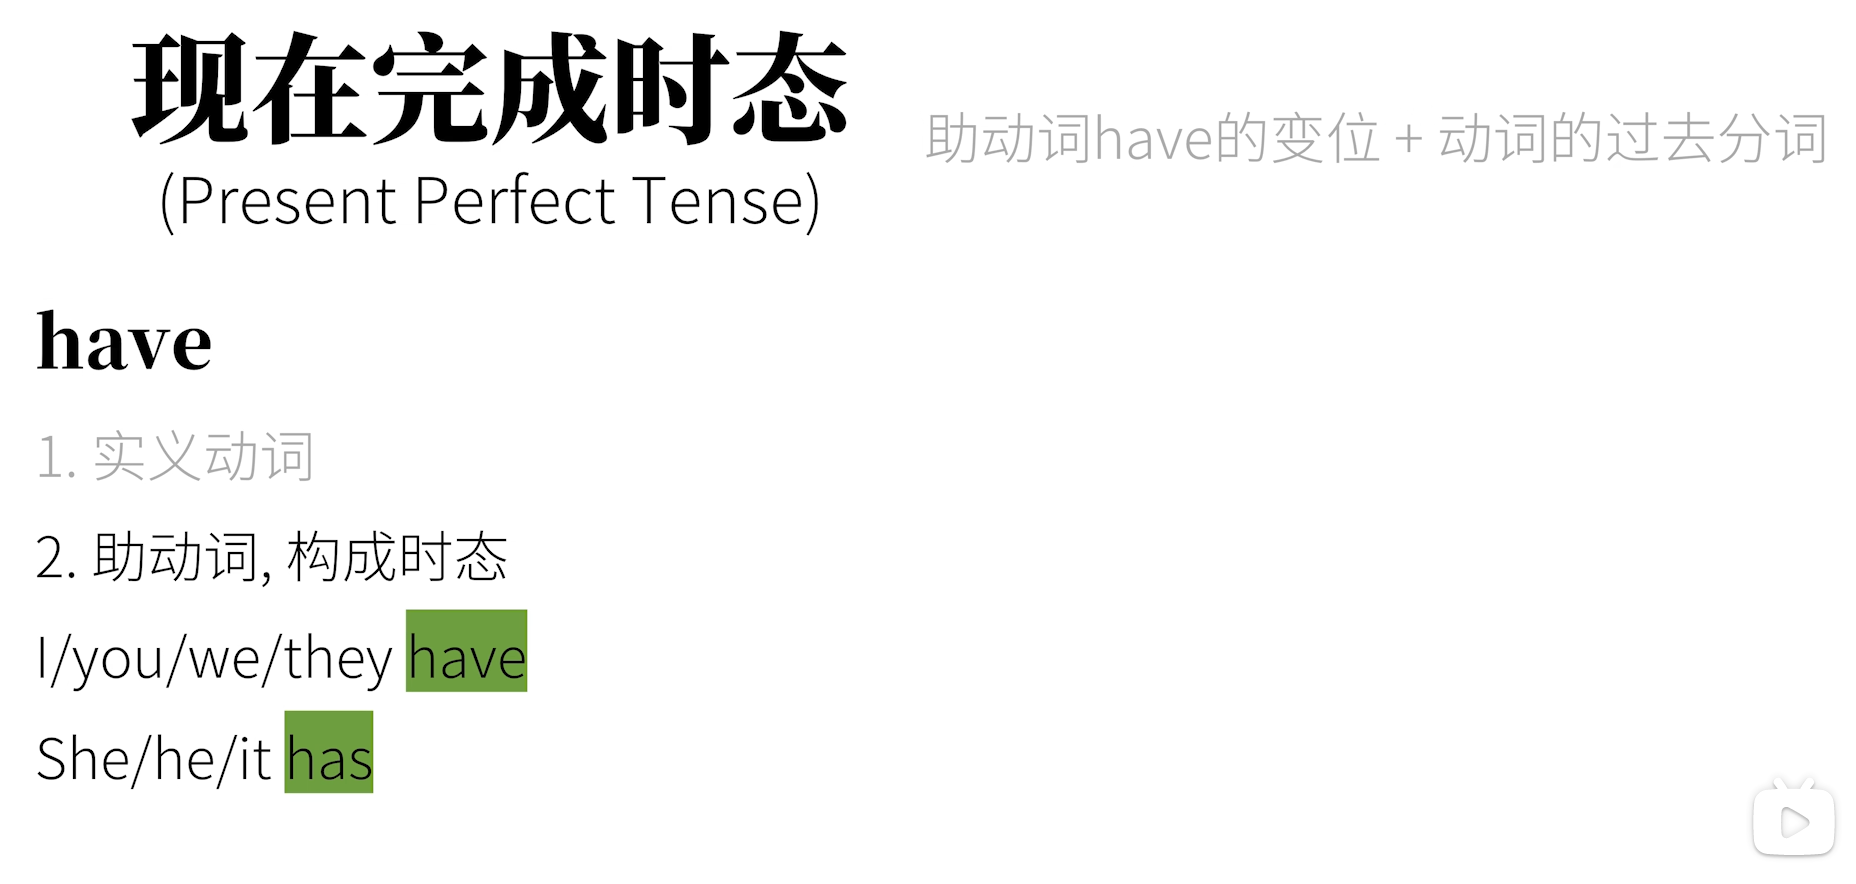 现在完成时态
助动词have的变位 + 动词的过去分词
(Present Perfect Tense)
have
1. 实义动词
2. 助动词, 构成时态
I/you/we/they have
She/he/it has